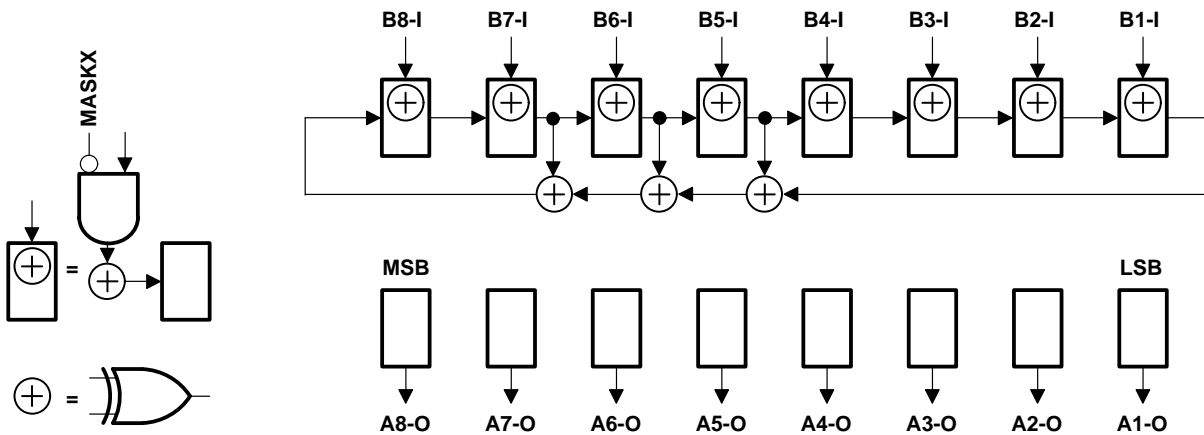 B8-I B7-I B6-I B5-I B4-I B3-I B2-I B1-I
MASKX
=
MSB LSB
=
A8-O A7-O A6-O A5-O A4-O A3-O A2-O A1-O